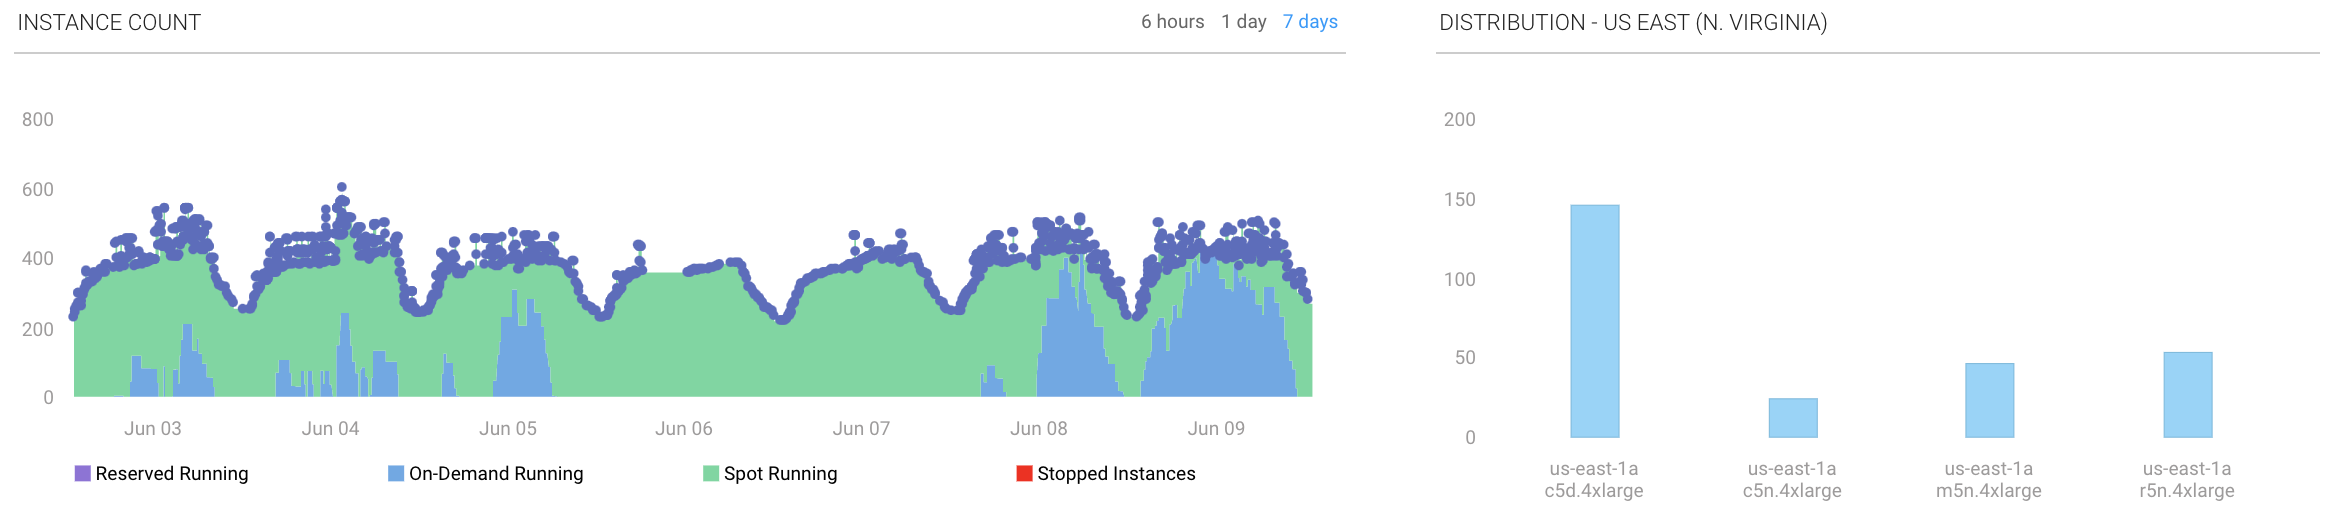 INSTANCE COUNT
6 hours 1 day 7 days
800
600
400
200
0
Jun 03 Jun 04 Jun 05 Jun 06 Jun 07 Jun 08 Jun 09
Reserved Running On-Demand Running Spot Running Stopped Instances
DISTRIBUTION - US EAST (N. VIRGINIA)
200
150
100
50
0
us-east-1a us-east-1a us-east-1a us-east-1a
c5d.4xlarge c5n.4xlarge m5n.4xlarge r5n.4xlarge